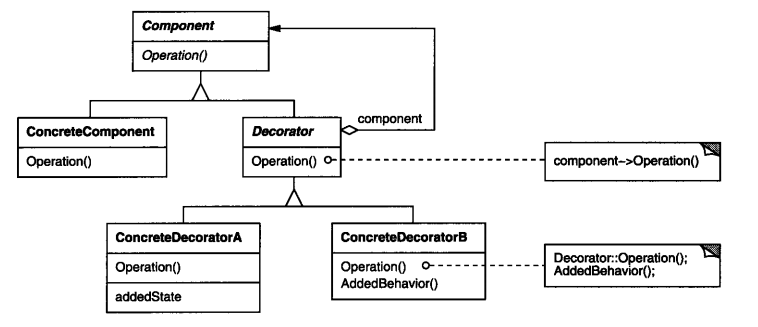 Component
Operation()
component
ConcreteComponent
Operation()
Decorator
Operation()
component->Operation()
ConcreteDecoratorA
Operation()
addedState
ConcreteDecoratorB
Operation()
AddedBehavior()
Decorator::Operation();
AddedBehavior();